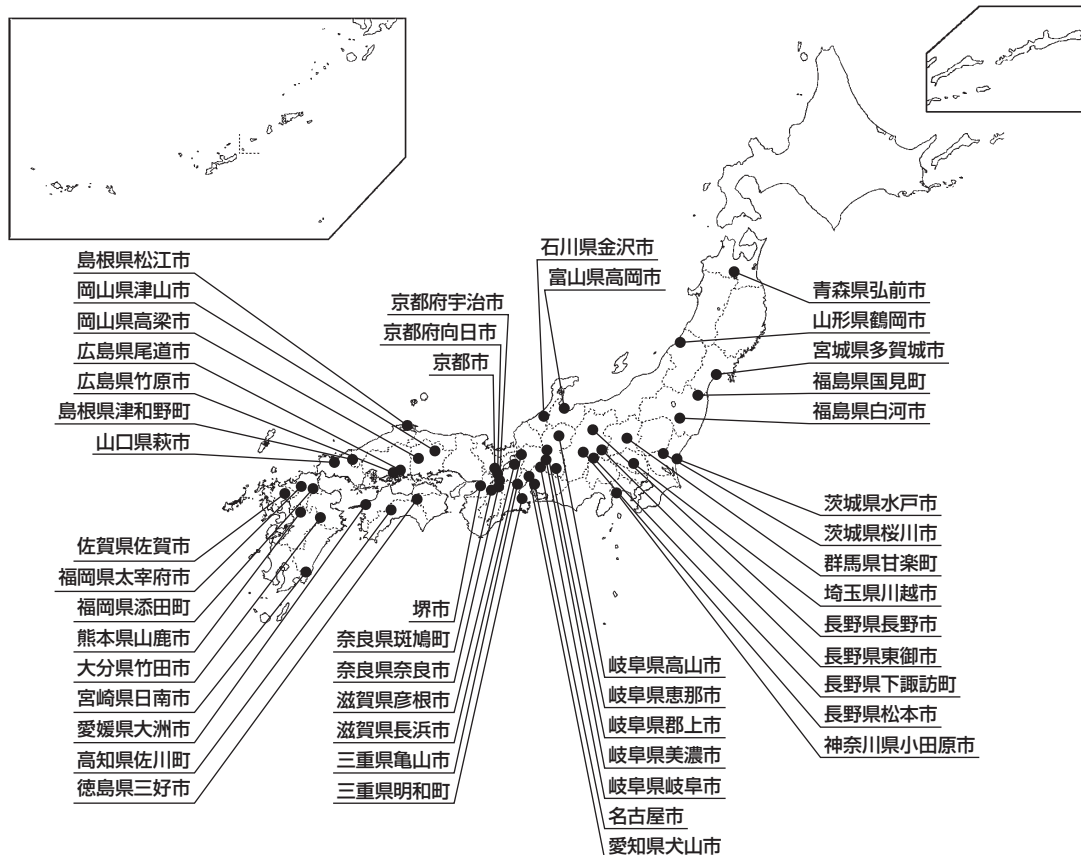 島根県松江市
岡山県津山市
岡山県高梁市
広島県尾道市
広島県竹原市
島根県津和野町
山口県萩市
京都府宇治市
京都府向日市
京都市
石川県金沢市
富山県高岡市
青森県弘前市
山形県鶴岡市
宮城県多賀城市
福島県国見町
福島県白河市
佐賀県佐賀市
福岡県太宰府市
福岡県添田町
熊本県山鹿市
大分県竹田市
宮崎県日南市
愛媛県大洲市
高知県佐川町
徳島県三好市
堺市
奈良県斑鳩町
奈良県奈良市
滋賀県彦根市
滋賀県長浜市
三重県亀山市
三重県明和町
岐阜県高山市
岐阜県恵那市
岐阜県郡上市
岐阜県美濃市
岐阜県岐阜市
名古屋市
愛知県犬山市
茨城県水戸市
茨城県桜川市
群馬県甘楽町
埼玉県川越市
長野県長野市
長野県東御市
長野県下諏訪町
長野県松本市
神奈川県小田原市